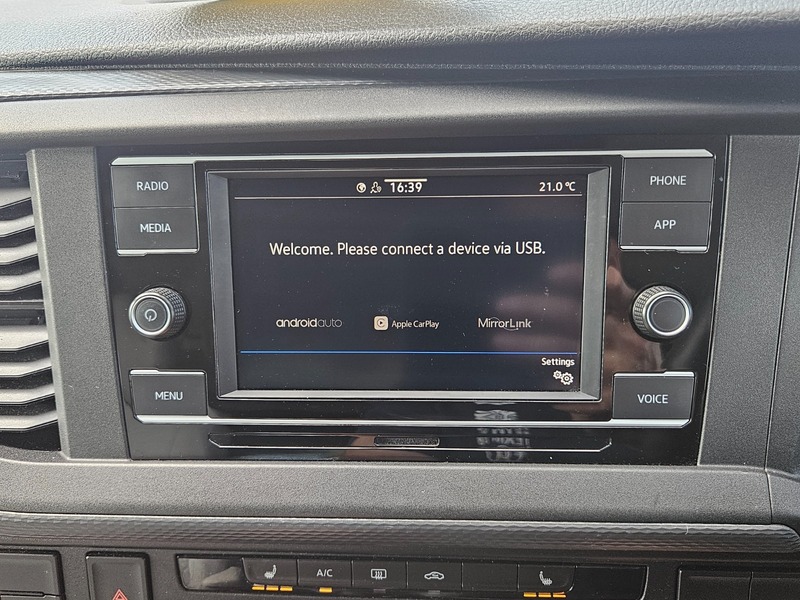 RADIO
MEDIA
MENU
16:39
21.0 °C
Welcome. Please connect a device via USB.
androidauto
Apple CarPlay
MirrorLink
Settings
PHONE
APP
VOICE
A/C